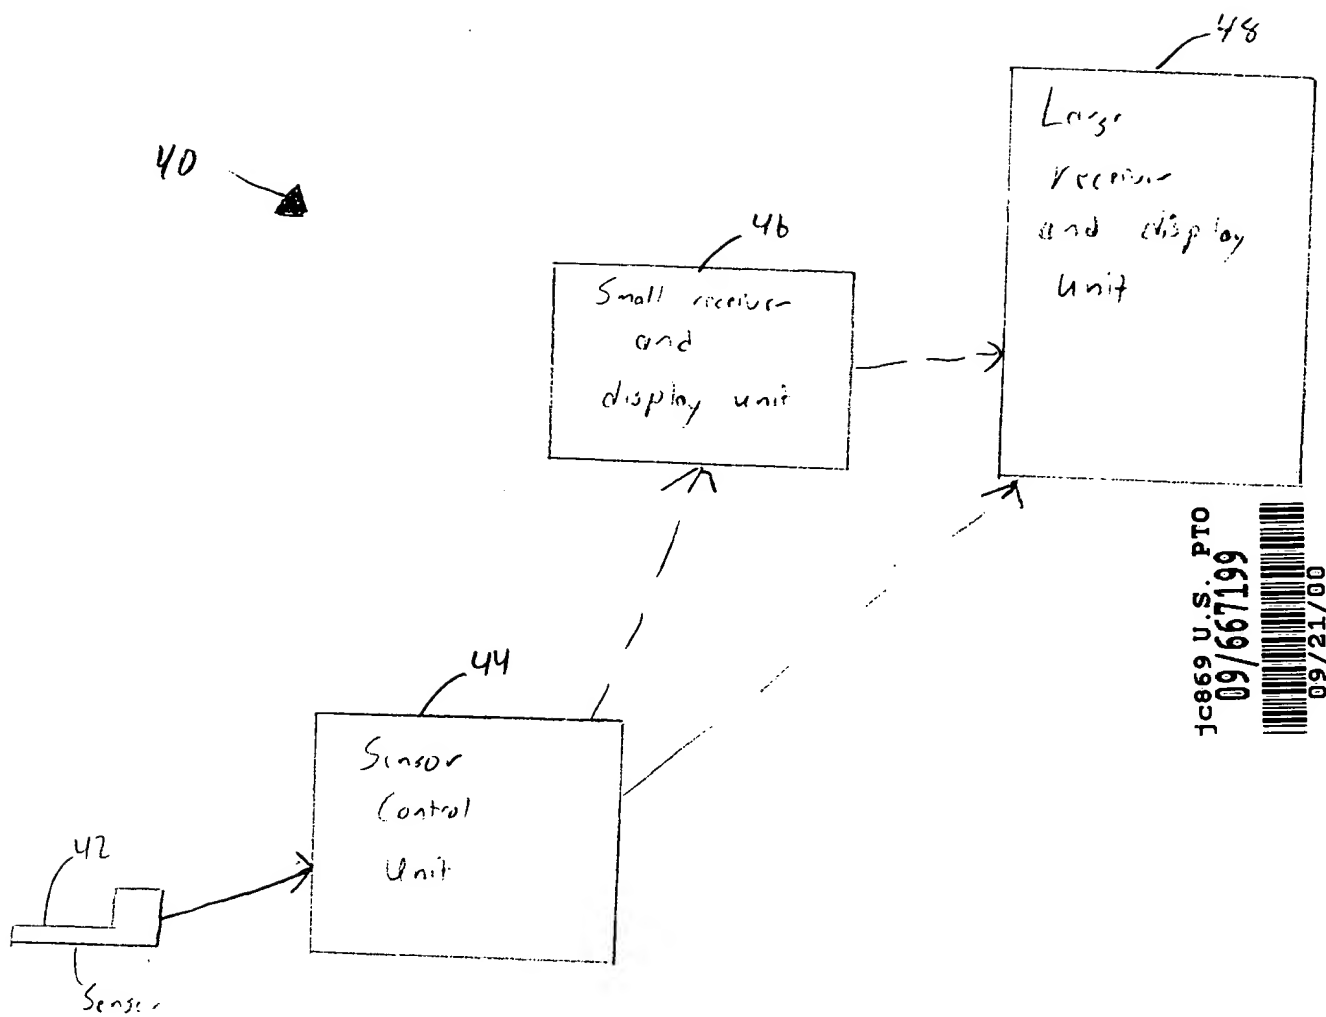 48
Large
receiver
and display
unit
40
46
Small receiver
and
display unit
jc869 U.S. PTO
09/667199
09/21/00
44
Sensor
Control
Unit
42
Sensor